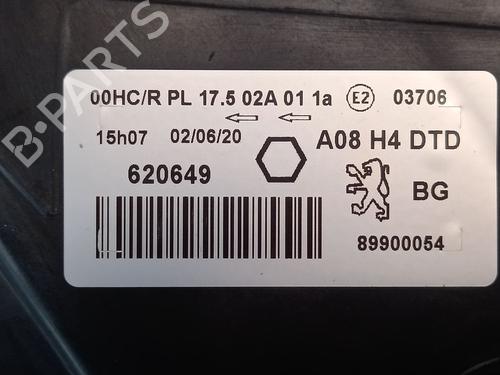 B-PARTS
00HC/R PL 17.5 02A 01 1a E2 03706
15h07 02/06/20 A08 H4 DTD
620649 BG
89900054